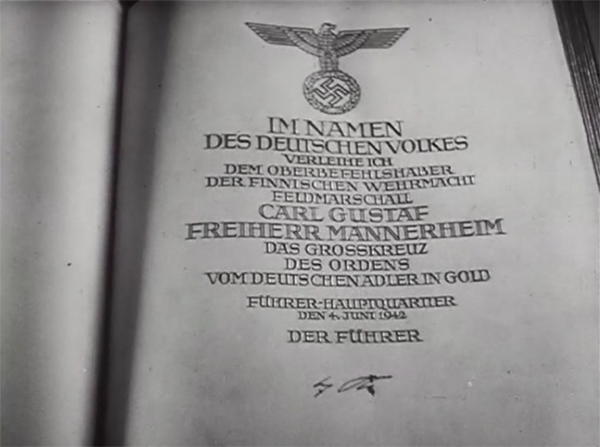 IM NAMEN
DES DEUTSCHEN VOLKES
VERLEIHE ICH
DEM OBERBEFEHLSHABER
DER FINNISCHEN WEHRMACHT
FELDMARSCHALL
CARL GUSTAF
FREIHERR MANNERHEIM
DAS GROSSKREUZ
DES ORDENS
VOM DEUTSCHEN ADLER IN GOLD
FÜHRER-HAUPTQUARTIER
DEN 4. JUNI 1942
DER FÜHRER